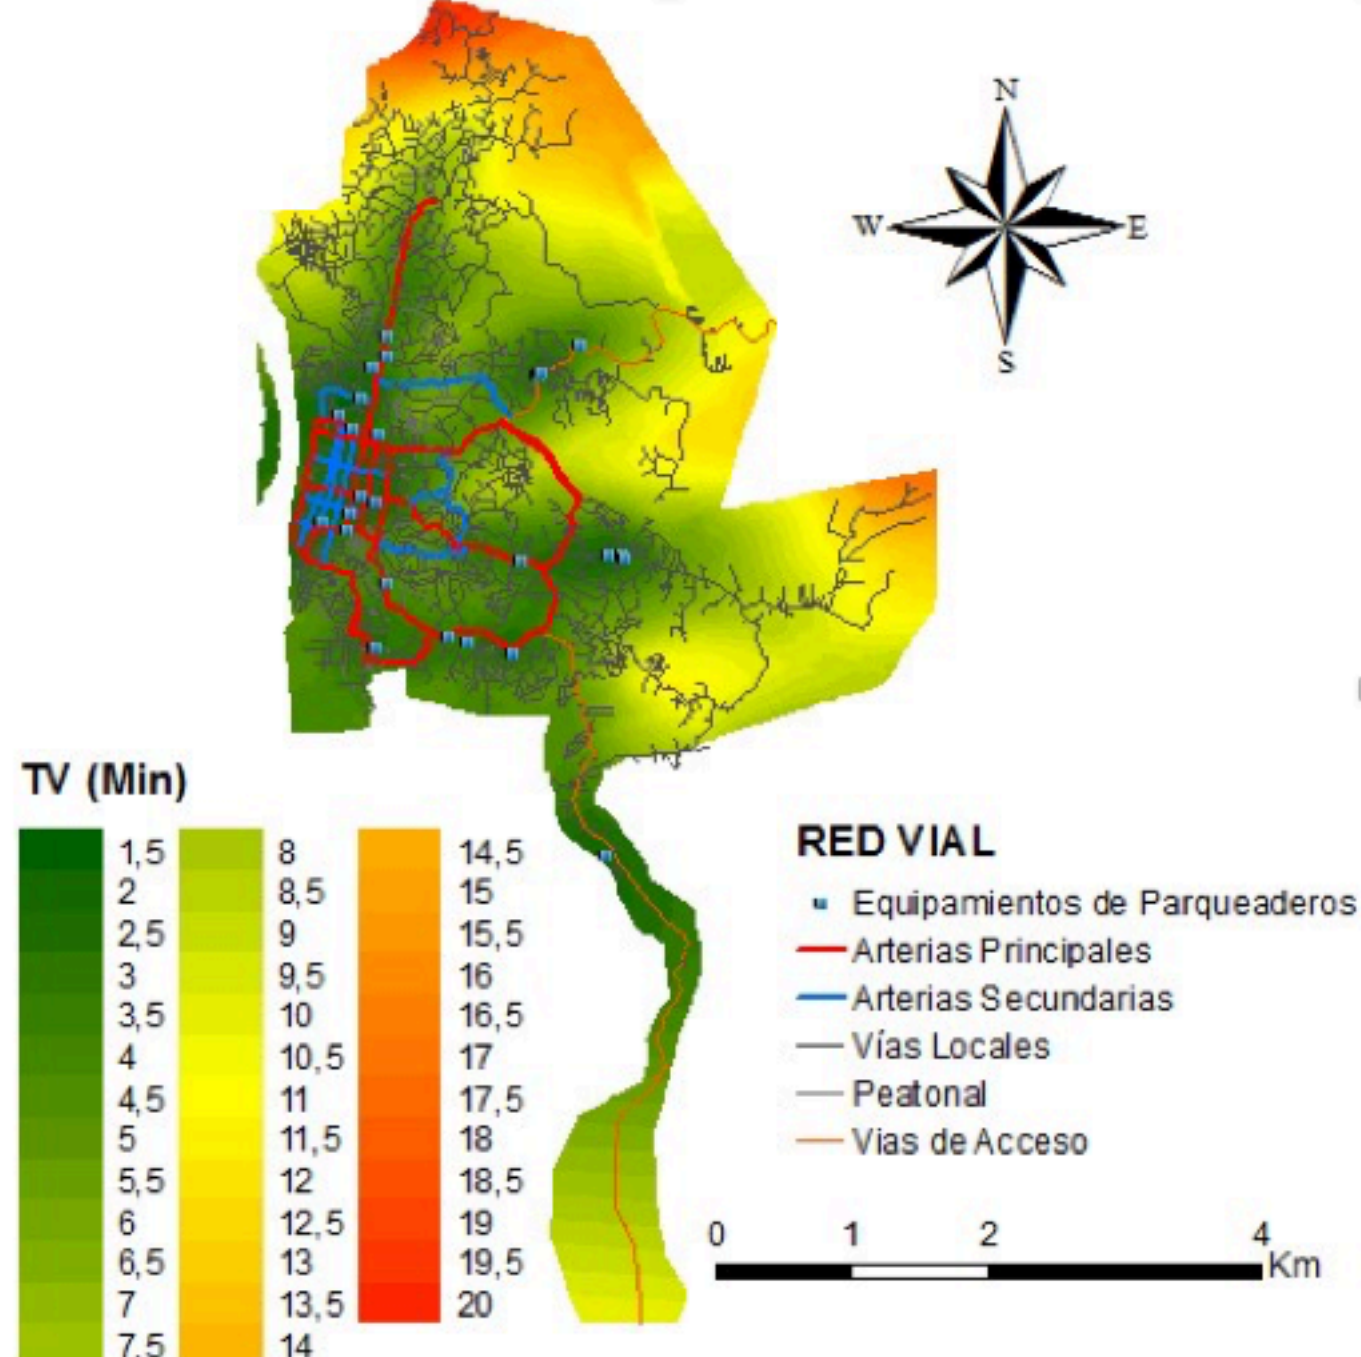 N
W E
S
TV (Min)
1,5 8 14,5
2 8,5 15
2,5 9 15,5
3 9,5 16
3,5 10 16,5
4 10,5 17
4,5 11 17,5
5 11,5 18
5,5 12 18,5
6 12,5 19
6,5 13 19,5
7 13,5 20
7,5 14
RED VIAL
Equipamientos de Parqueaderos
Arterias Principales
Arterias Secundarias
Vías Locales
Peatonal
Vias de Acceso
0 1 2 4
Km